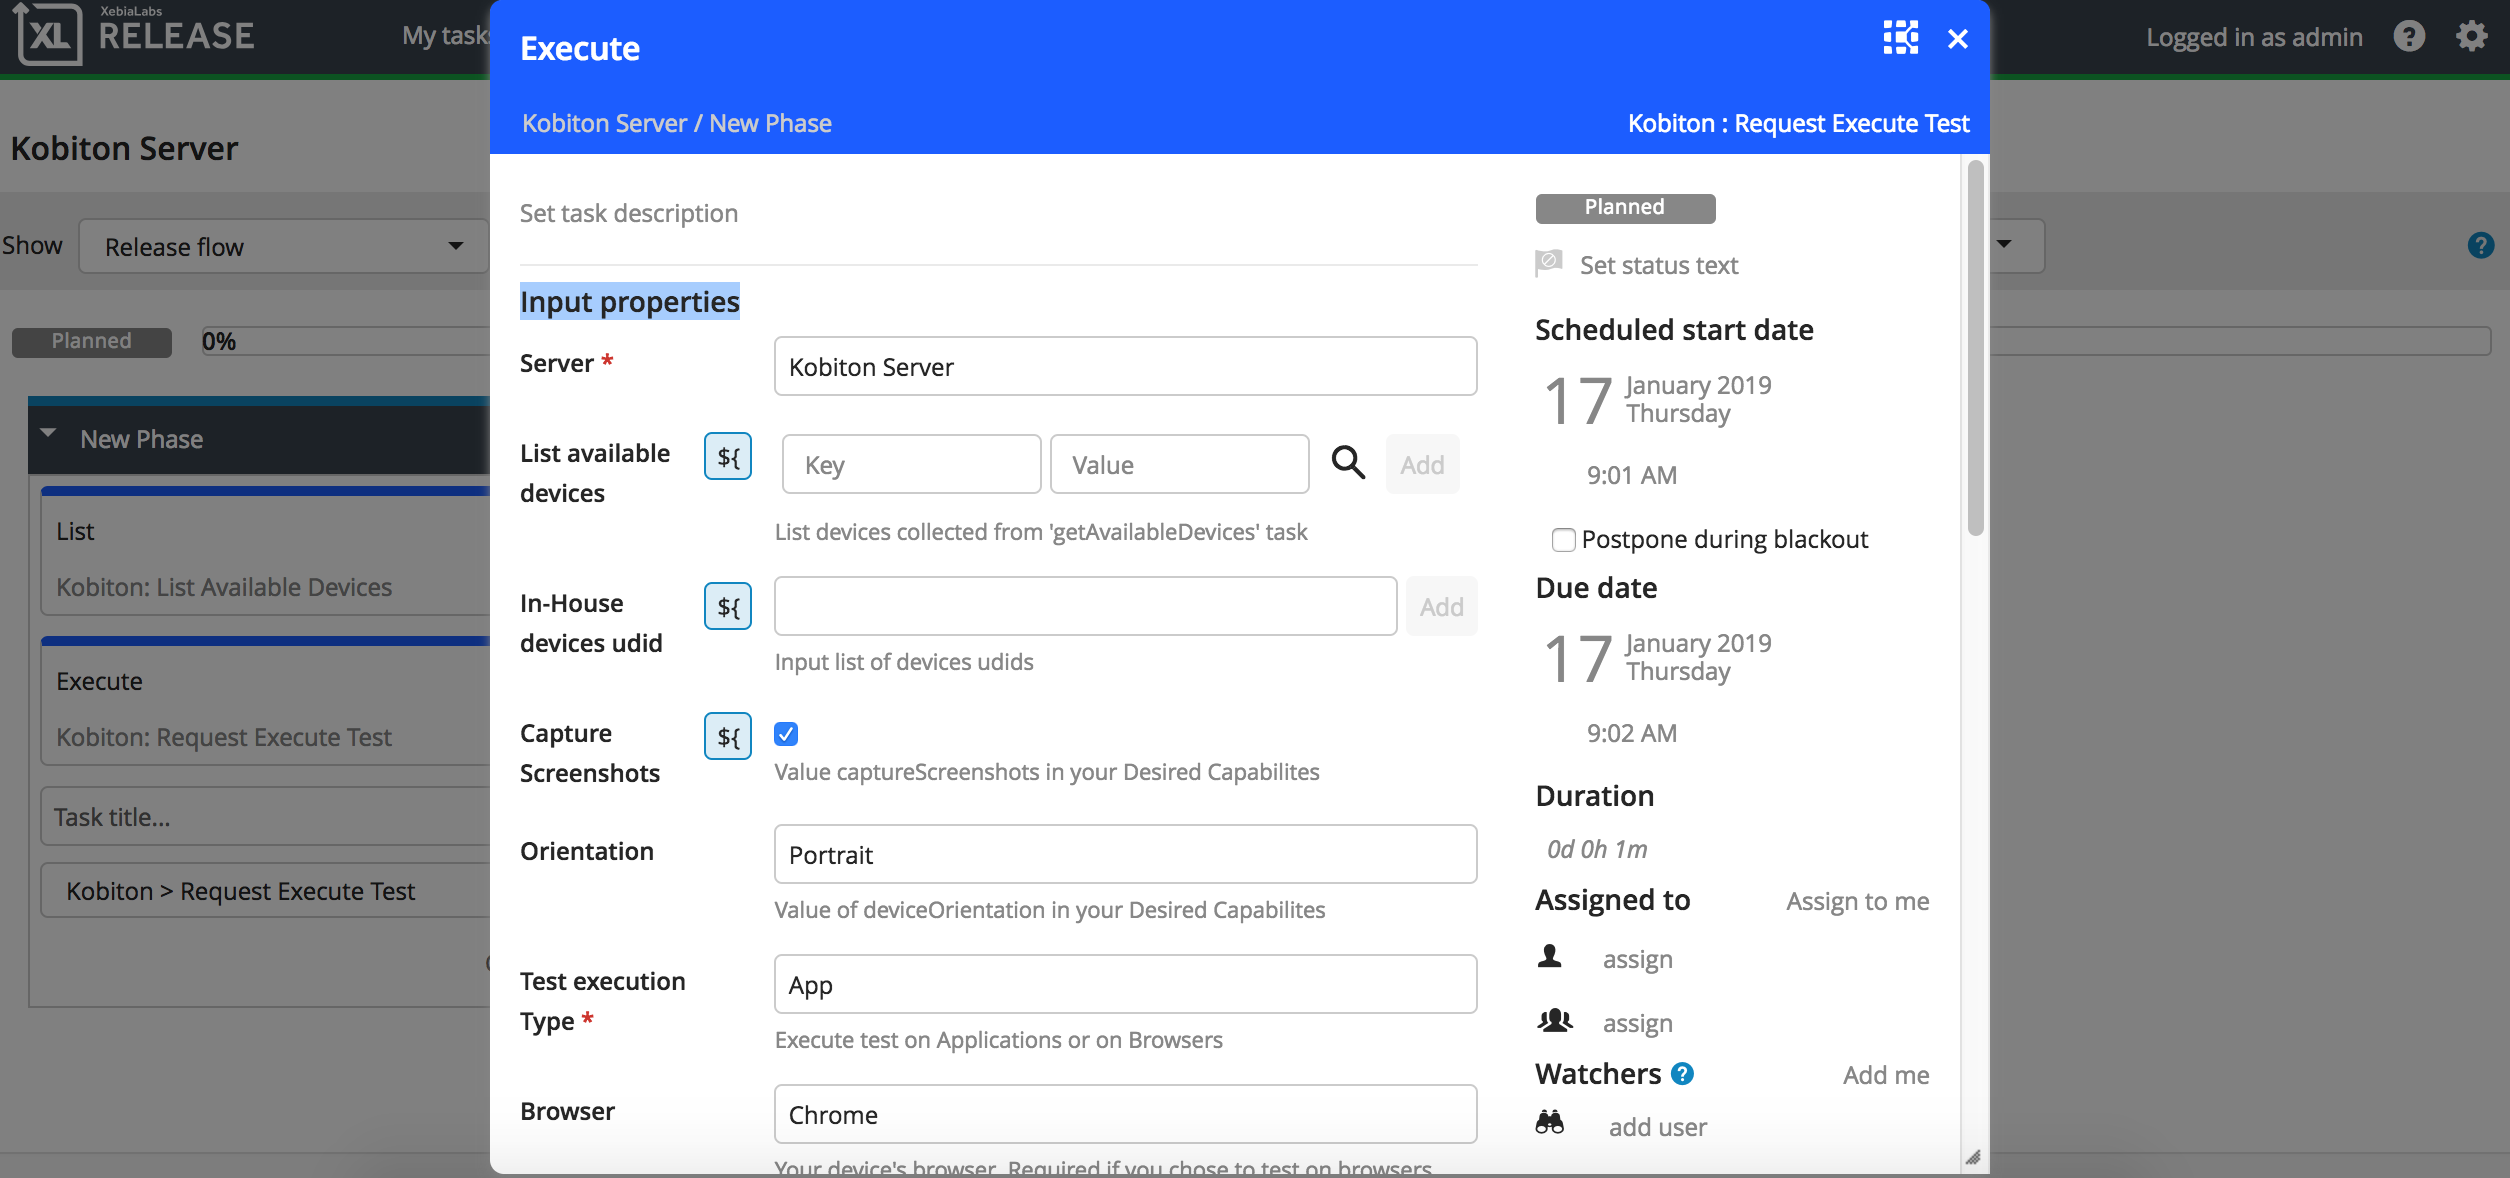 XebiaLabs
XL RELEASE
My tasks
Logged in as admin
Kobiton Server
Show
Release flow
Planned
0%
New Phase
List
Kobiton: List Available Devices
Execute
Kobiton: Request Execute Test
Task title...
Kobiton > Request Execute Test
Execute
Kobiton Server / New Phase
Kobiton : Request Execute Test
Set task description
Input properties
Server *
Kobiton Server
List available
devices
${
Key
Value
Add
List devices collected from 'getAvailableDevices' task
In-House
devices udid
${
Add
Input list of devices udids
Capture
Screenshots
${
Value captureScreenshots in your Desired Capabilites
Orientation
Portrait
Value of deviceOrientation in your Desired Capabilites
Test execution
Type *
App
Execute test on Applications or on Browsers
Browser
Chrome
Your device's browser. Required if you chose to test on browsers
Planned
Set status text
Scheduled start date
17
January 2019
Thursday
9:01 AM
Postpone during blackout
Due date
17
January 2019
Thursday
9:02 AM
Duration
0d 0h 1m
Assigned to
Assign to me
assign
assign
Watchers ?
Add me
add user